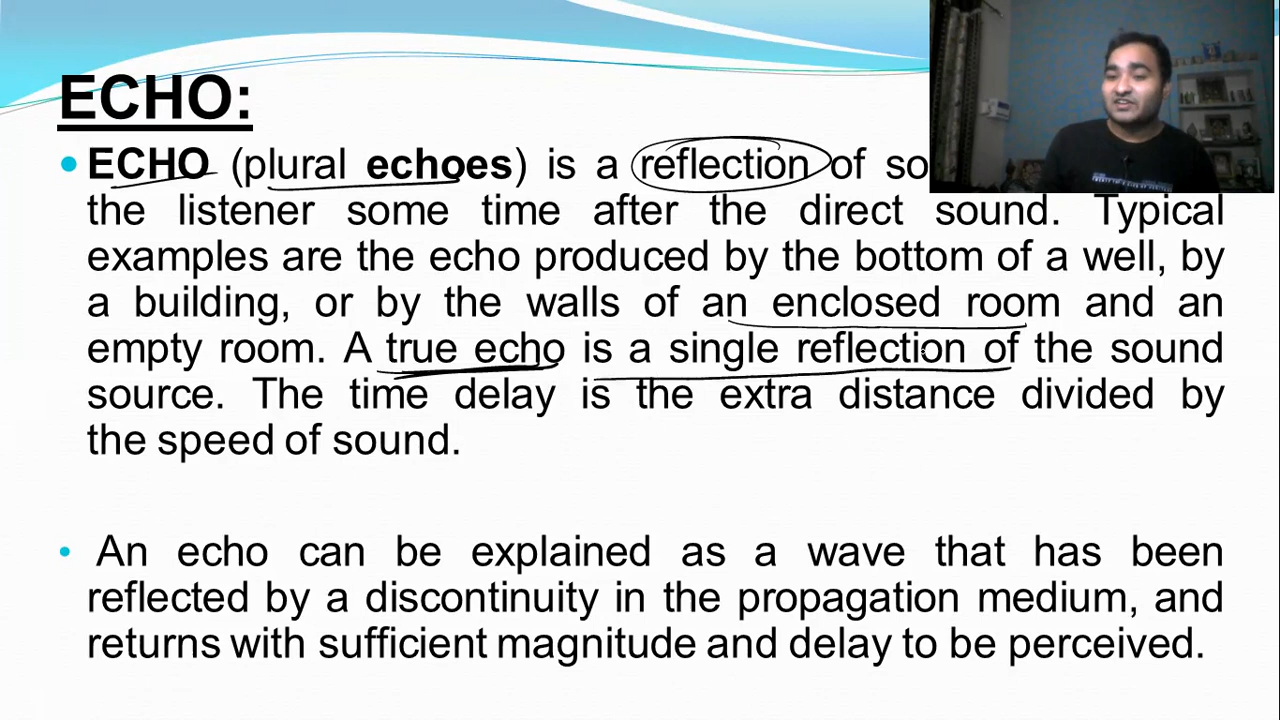 ECHO:
• ECHO (plural echoes) is a reflection of
the listener some time after the direct sound. Typical
examples are the echo produced by the bottom of a well, by
a building, or by the walls of an enclosed room and an
empty room. A true echo is a single reflection of the sound
source. The time delay is the extra distance divided by
the speed of sound.
• An echo can be explained as a wave that has been
reflected by a discontinuity in the propagation medium, and
returns with sufficient magnitude and delay to be perceived.